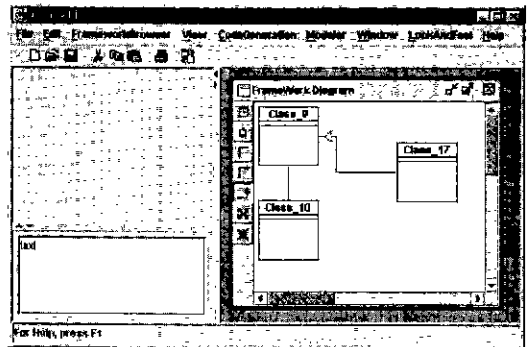 File Edit FrameworkBrowser View CodeGeneration Modeler Window LookAndFeel Help
FrameWork Diagram
Class_9
Class_17
Class_10
text
For Help, press F1